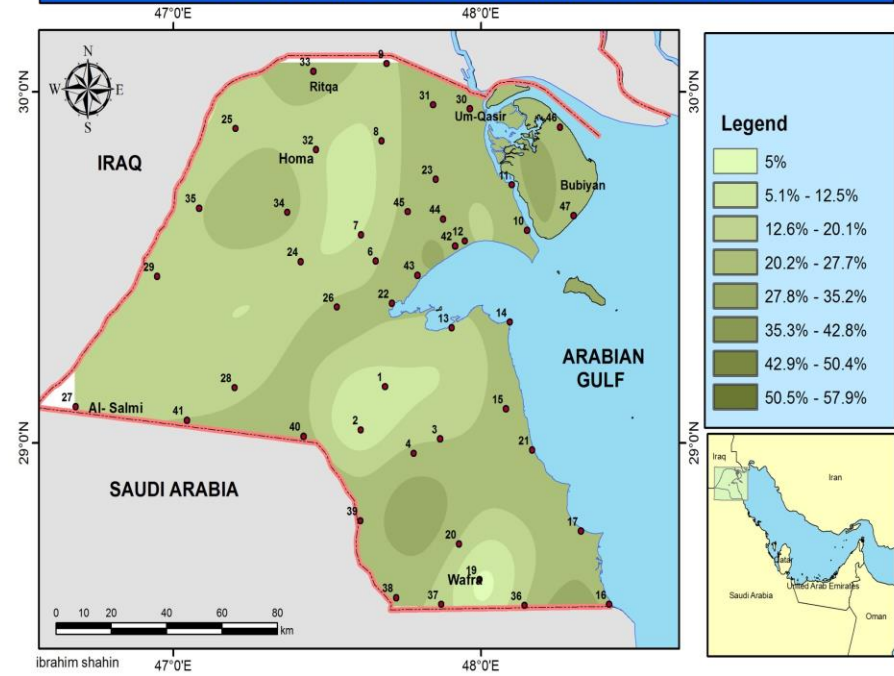 47°0'E 48°0'E
N
W E
S
30°0'N
29°0'N
30°0'N
29°0'N
33
9
Ritqa
31
30
Um-Qasir
46
25
32
8
Homa
IRAQ
23
11
Bubiyan
35
34
45
44
47
10
7
42
12
24
6
43
29
26
22
13
14
ARABIAN
GULF
28
1
27
Al- Salmi
41
15
40
2
3
4
21
SAUDI ARABIA
39
17
20
19
Wafra
38
37
36
16
0 10 20 40 60 80
km
ibrahim shahin
47°0'E 48°0'E
Legend
5%
5.1% - 12.5%
12.6% - 20.1%
20.2% - 27.7%
27.8% - 35.2%
35.3% - 42.8%
42.9% - 50.4%
50.5% - 57.9%
Iraq
Iran
Qatar
United Arab Emirates
Saudi Arabia
Oman